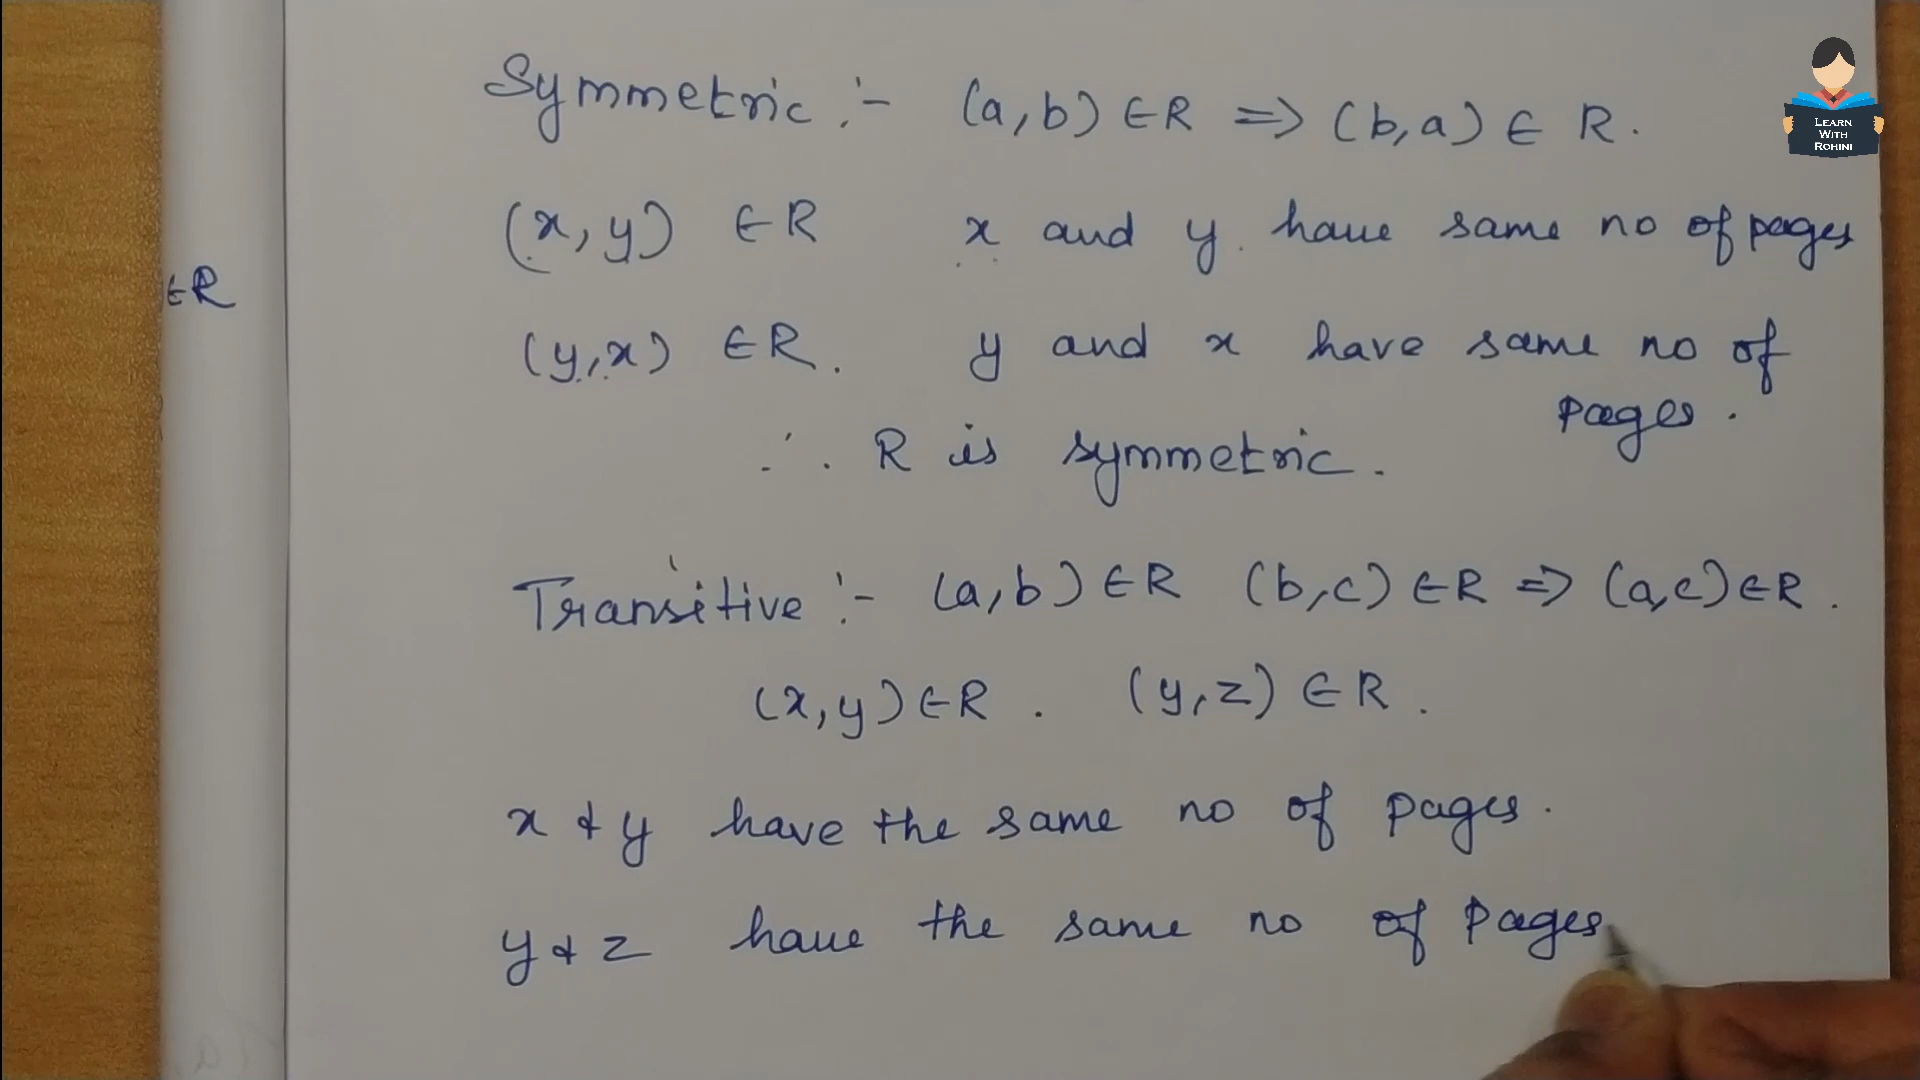 Symmetric :- (a,b) ∈ R => (b,a) ∈ R.
(x,y) ∈ R x and y have same no of pages
∈R
(y,x) ∈ R. y and x have same no of
pages.
∴ R is symmetric.
Transitive :- (a,b) ∈ R (b,c) ∈ R => (a,c) ∈ R.
(x,y) ∈ R. (y,z) ∈ R.
x & y have the same no of pages.
y & z have the same no of pages
LEARN
WITH
ROHINI